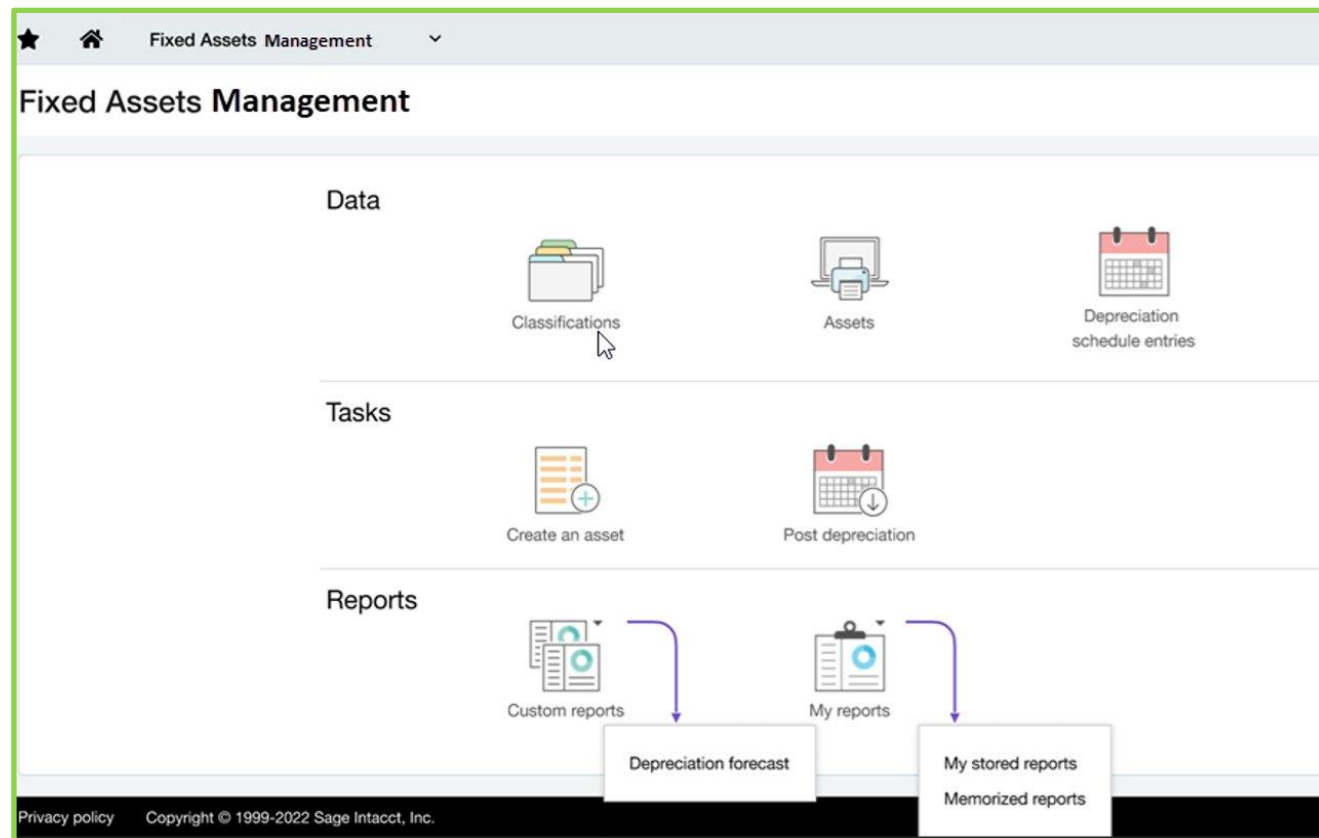 Fixed Assets Management
Fixed Assets Management
Data
Classifications
Assets
Depreciation
schedule entries
Tasks
Create an asset
Post depreciation
Reports
Custom reports
My reports
Depreciation forecast
My stored reports
Memorized reports
Privacy policy Copyright © 1999-2022 Sage Intacct, Inc.